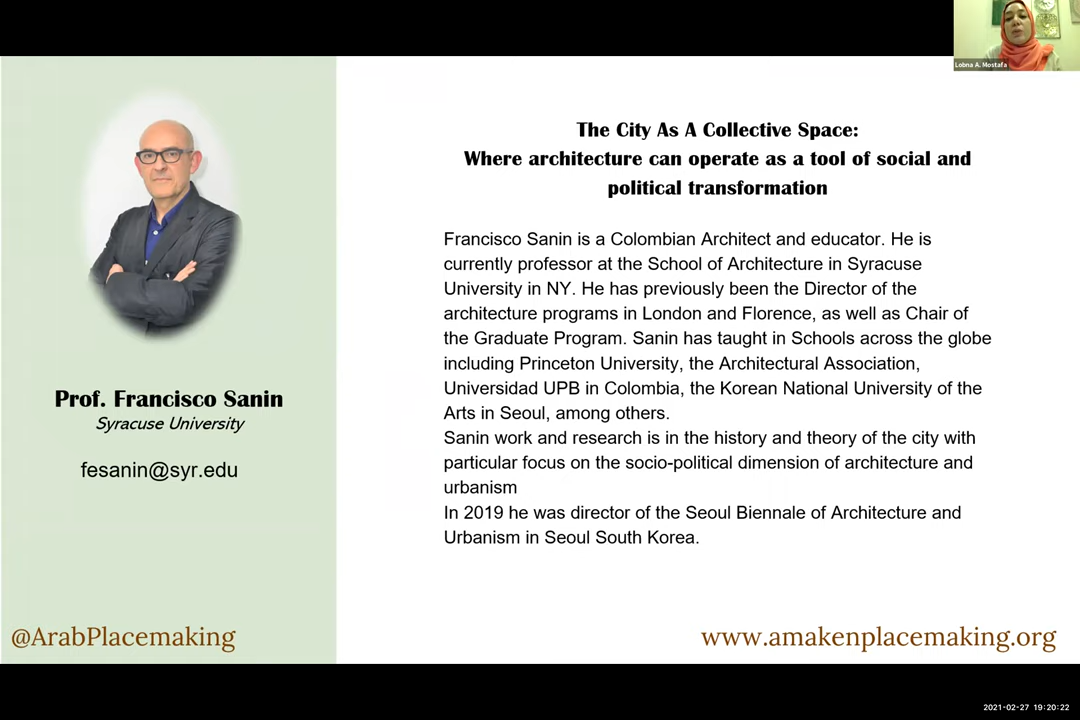 Lobna A. Mostafa
The City As A Collective Space:
Where architecture can operate as a tool of social and
political transformation
Francisco Sanin is a Colombian Architect and educator. He is
currently professor at the School of Architecture in Syracuse
University in NY. He has previously been the Director of the
architecture programs in London and Florence, as well as Chair of
the Graduate Program. Sanin has taught in Schools across the globe
including Princeton University, the Architectural Association,
Universidad UPB in Colombia, the Korean National University of the
Arts in Seoul, among others.
Sanin work and research is in the history and theory of the city with
particular focus on the socio-political dimension of architecture and
urbanism
In 2019 he was director of the Seoul Biennale of Architecture and
Urbanism in Seoul South Korea.
Prof. Francisco Sanin
Syracuse University
fesanin@syr.edu
@ArabPlacemaking
www.amakenplacemaking.org
2021-02-27 19:20:22